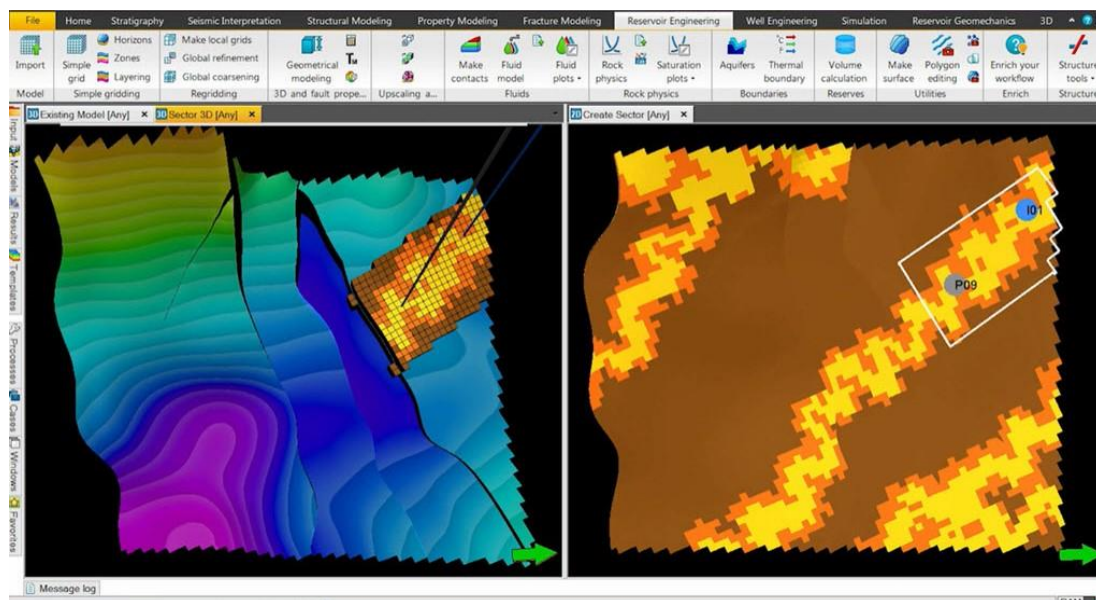 File Home Stratigraphy Seismic Interpretation Structural Modeling Property Modeling Fracture Modeling Reservoir Engineering Well Engineering Simulation Reservoir Geomechanics 3D
Import
Simple grid
Horizons
Zones
Layering
Make local grids
Global refinement
Global coarsening
Geometrical modeling
Make contacts
Fluid model
Fluid plots
Rock physics
Saturation plots
Aquifers
Thermal boundary
Volume calculation
Make surface
Polygon editing
Enrich your workflow
Structure tools
Model Simple gridding Regridding 3D and fault prope... Upscaling a... Fluids Rock physics Boundaries Reserves Utilities Enrich Structure
3D Existing Model [Any] × 3D Sector 3D [Any] ×
2D Create Sector [Any] ×
Input
Models
Results
Templates
Processes
Cases
Windows
Favorites
I01
P09
Message log